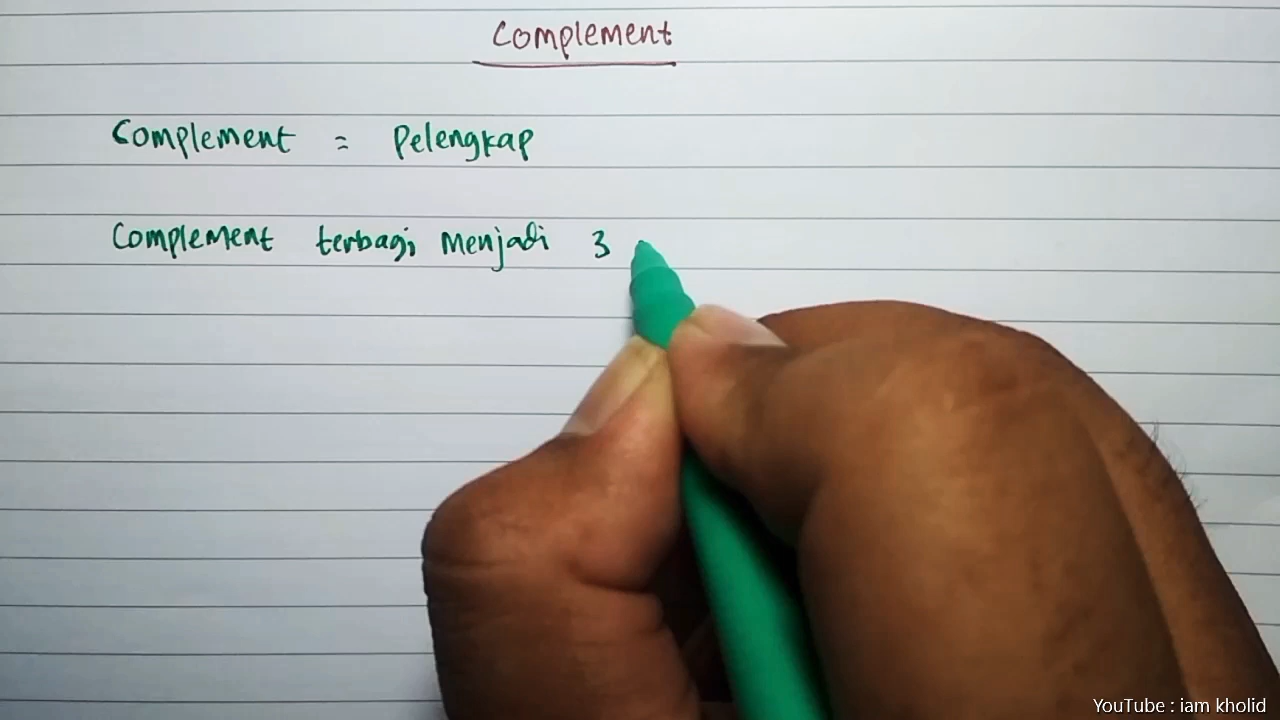 Complement
Complement = Pelengkap
Complement terbagi menjadi 3
YouTube : iam kholid